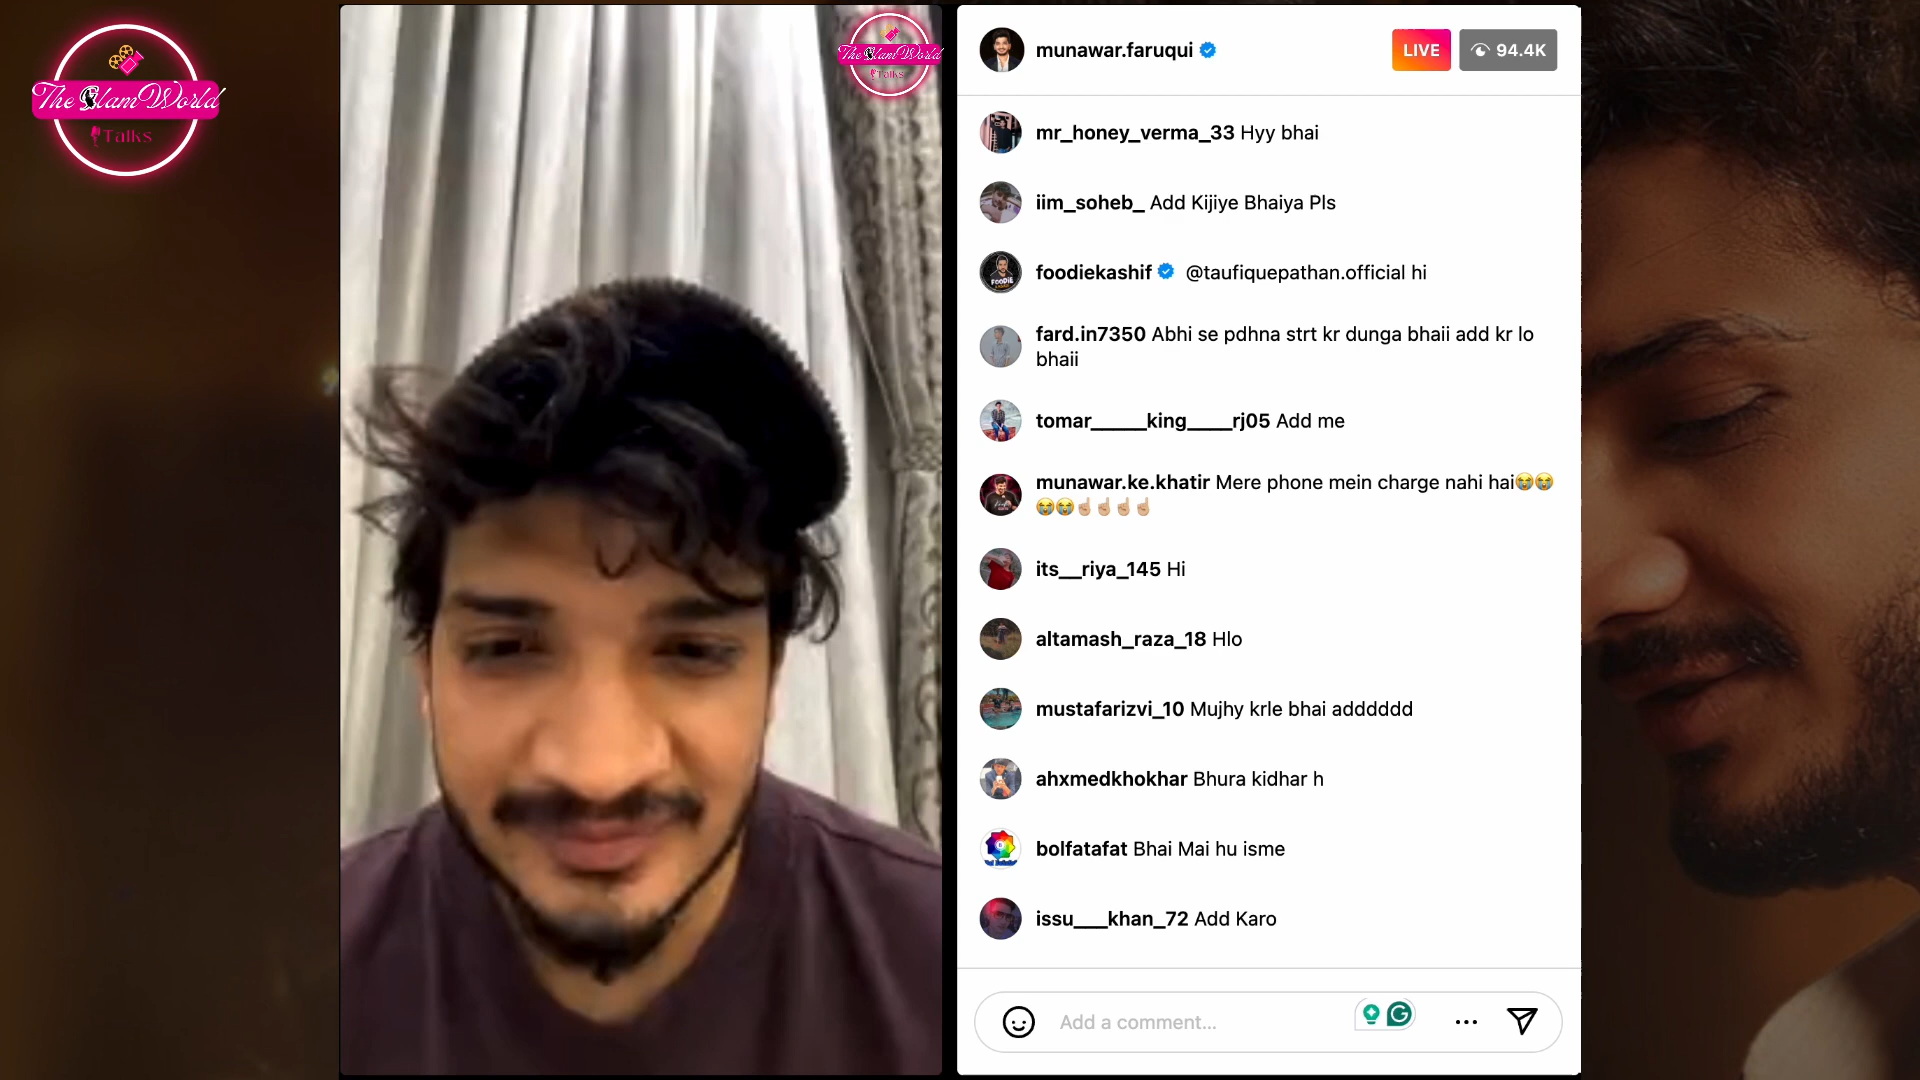 The Glam World
Talks
The Glam World
Talks
munawar.faruqui
LIVE
94.4K
mr_honey_verma_33 Hyy bhai
iim_soheb_ Add Kijiye Bhaiya Pls
foodiekashif @taufiquepathan.official hi
fard.in7350 Abhi se pdhna strt kr dunga bhaii add kr lo
bhaii
tomar______king_____rj05 Add me
munawar.ke.khatir Mere phone mein charge nahi hai😭😭
😭😭☝🏼☝🏼☝🏼☝🏼
its__riya_145 Hi
altamash_raza_18 Hlo
mustafarizvi_10 Mujhy krle bhai adddddd
ahxmedkhokhar Bhura kidhar h
bolfatafat Bhai Mai hu isme
issu___khan_72 Add Karo
Add a comment...